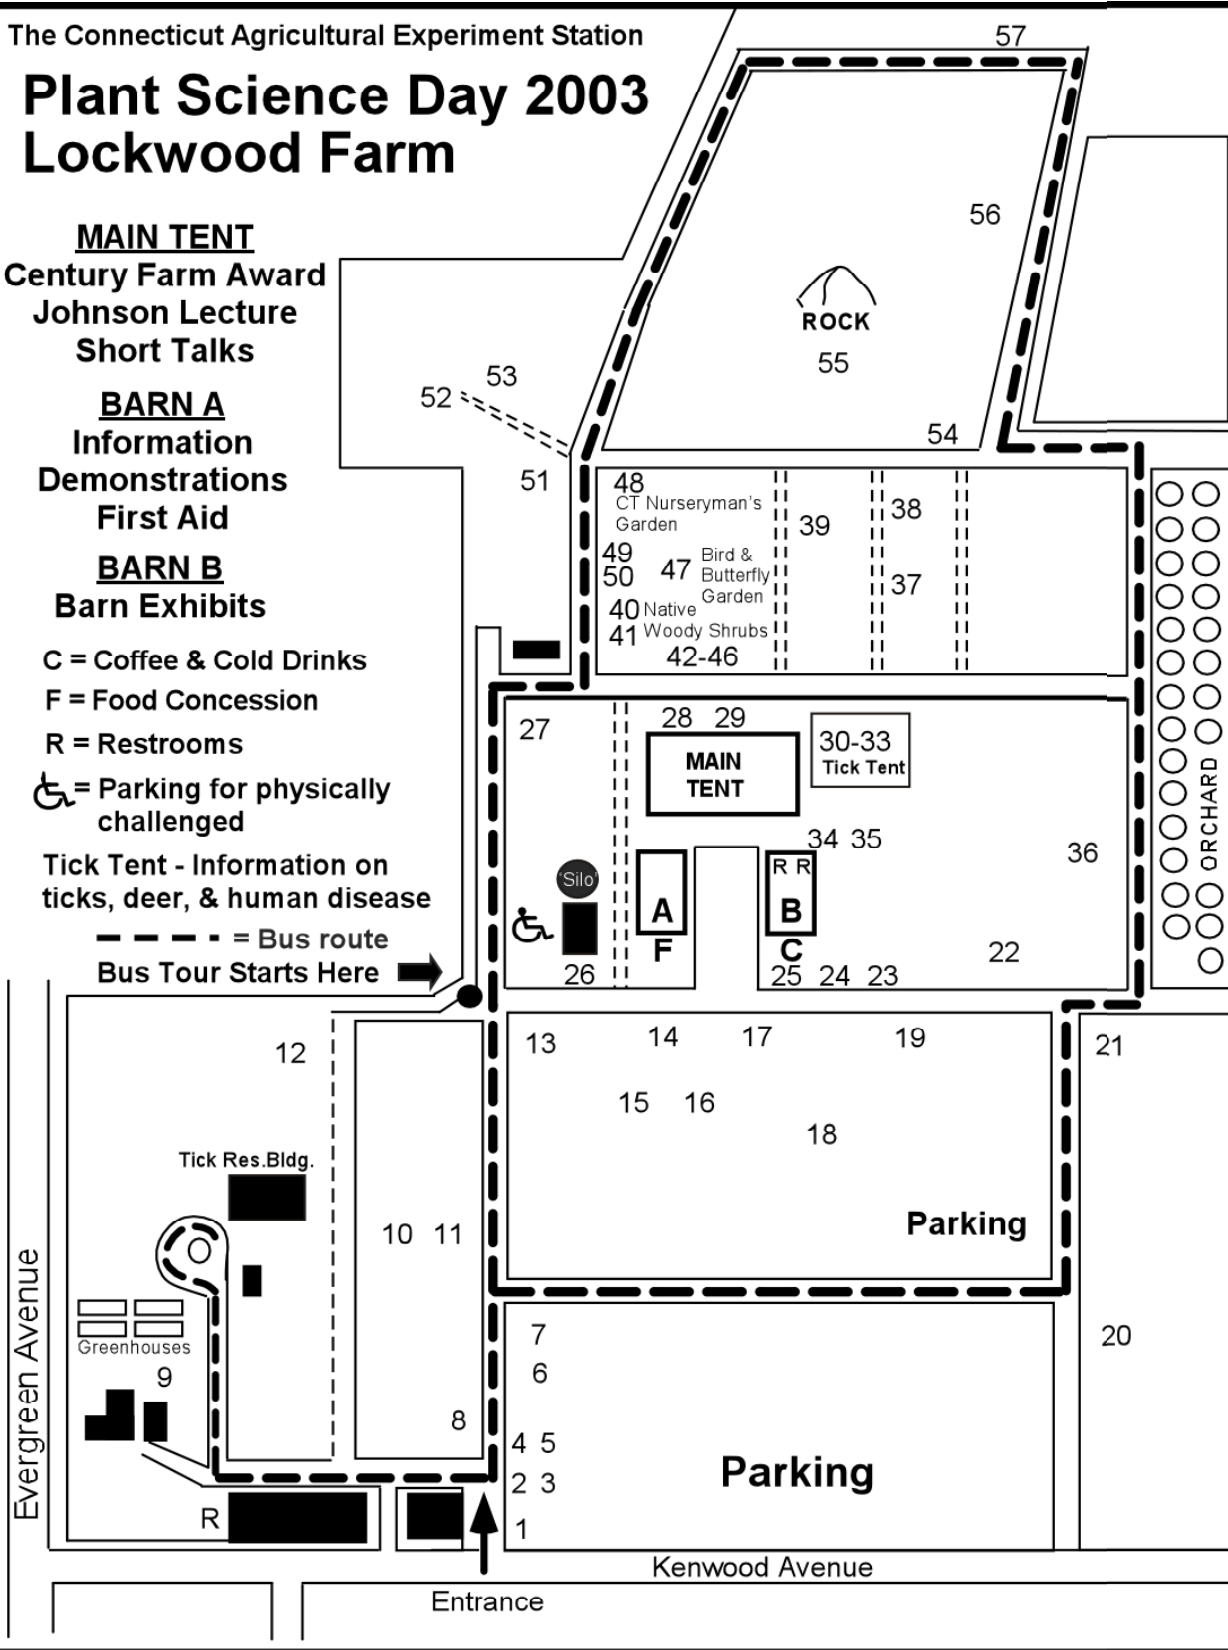 The Connecticut Agricultural Experiment Station
Plant Science Day 2003
Lockwood Farm
MAIN TENT
Century Farm Award
Johnson Lecture
Short Talks
BARN A
Information
Demonstrations
First Aid
BARN B
Barn Exhibits
C = Coffee & Cold Drinks
F = Food Concession
R = Restrooms
= Parking for physically
challenged
Tick Tent - Information on
ticks, deer, & human disease
= Bus route
Bus Tour Starts Here
57
56
ROCK
55
53
52
54
51
48
CT Nurseryman's
Garden
39
38
49
50
47
Bird &
Butterfly
Garden
37
40 Native
41 Woody Shrubs
42-46
27
28 29
MAIN
TENT
30-33
Tick Tent
ORCHARD
34 35
36
'Silo'
R R
A
B
F
C
22
26
25 24 23
12
13
14
17
19
21
15 16
18
Tick Res.Bldg.
10 11
Parking
Evergreen Avenue
Greenhouses
9
7
6
20
8
4 5
2 3
Parking
R
1
Kenwood Avenue
Entrance